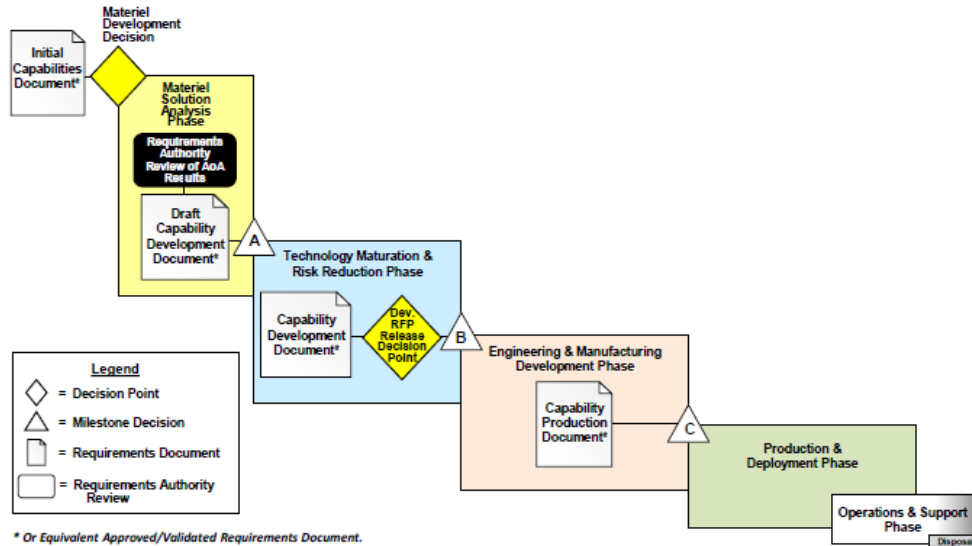 Materiel
Development
Decision
Initial
Capabilities
Document*
Materiel
Solution
Analysis
Phase
Requirements
Authority
Review of AoA
Results
Draft
Capability
Development
Document*
A
Technology Maturation &
Risk Reduction Phase
Capability
Development
Document*
Dev.
RFP
Release
Decision
Point
B
Engineering & Manufacturing
Development Phase
Capability
Production
Document*
C
Production &
Deployment Phase
Operations & Support
Phase
Disposal
Legend
= Decision Point
= Milestone Decision
= Requirements Document
= Requirements Authority
Review
* Or Equivalent Approved/Validated Requirements Document.